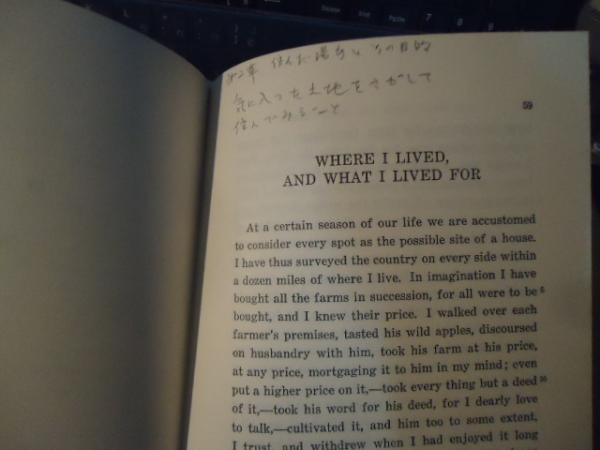 Delete
Pause
第2章 住んだ場所とその目的
気に入った土地をさがして
住んでみること
59
WHERE I LIVED,
AND WHAT I LIVED FOR
At a certain season of our life we are accustomed
to consider every spot as the possible site of a house.
I have thus surveyed the country on every side within
a dozen miles of where I live. In imagination I have
bought all the farms in succession, for all were to be 5
bought, and I knew their price. I walked over each
farmer's premises, tasted his wild apples, discoursed
on husbandry with him, took his farm at his price,
at any price, mortgaging it to him in my mind; even
put a higher price on it,—took every thing but a deed 10
of it,—took his word for his deed, for I dearly love
to talk,—cultivated it, and him too to some extent,
I trust, and withdrew when I had enjoyed it long